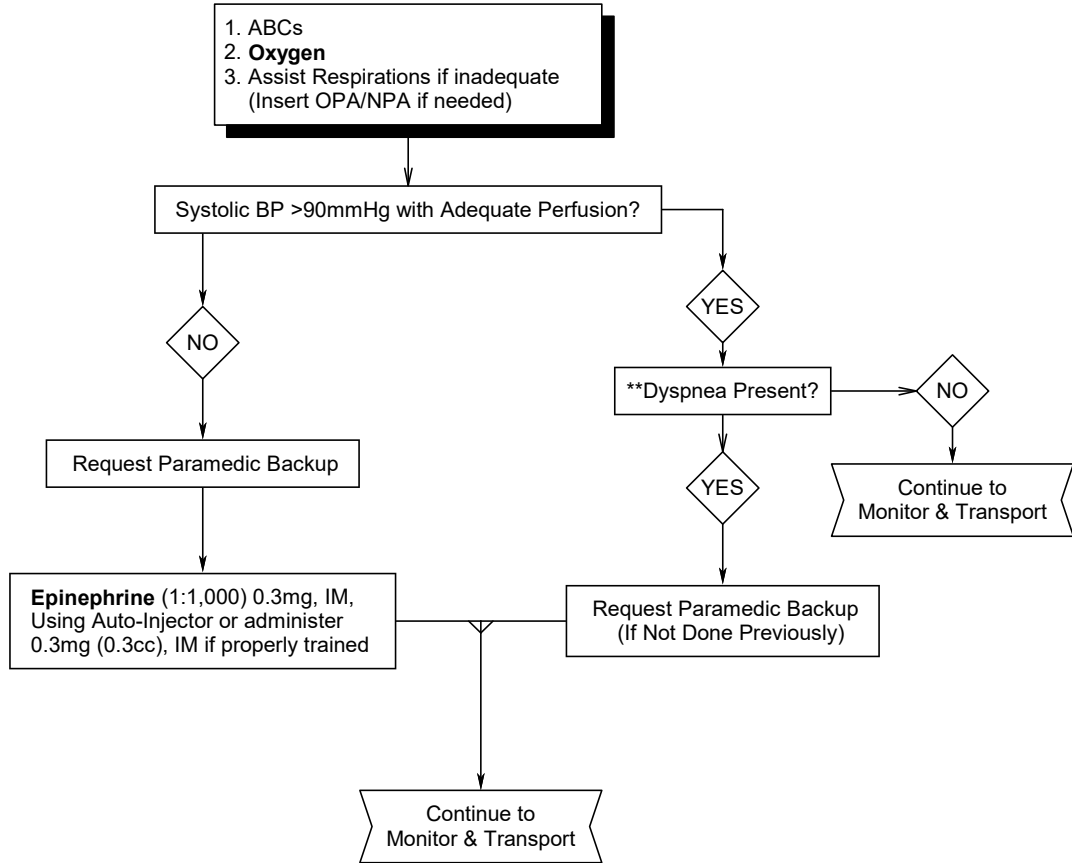 1. ABCs
2. Oxygen
3. Assist Respirations if inadequate
(Insert OPA/NPA if needed)
Systolic BP >90mmHg with Adequate Perfusion?
YES
NO
**Dyspnea Present?
NO
Request Paramedic Backup
YES
Continue to
Monitor & Transport
Epinephrine (1:1,000) 0.3mg, IM,
Using Auto-Injector or administer
0.3mg (0.3cc), IM if properly trained
Request Paramedic Backup
(If Not Done Previously)
Continue to
Monitor & Transport